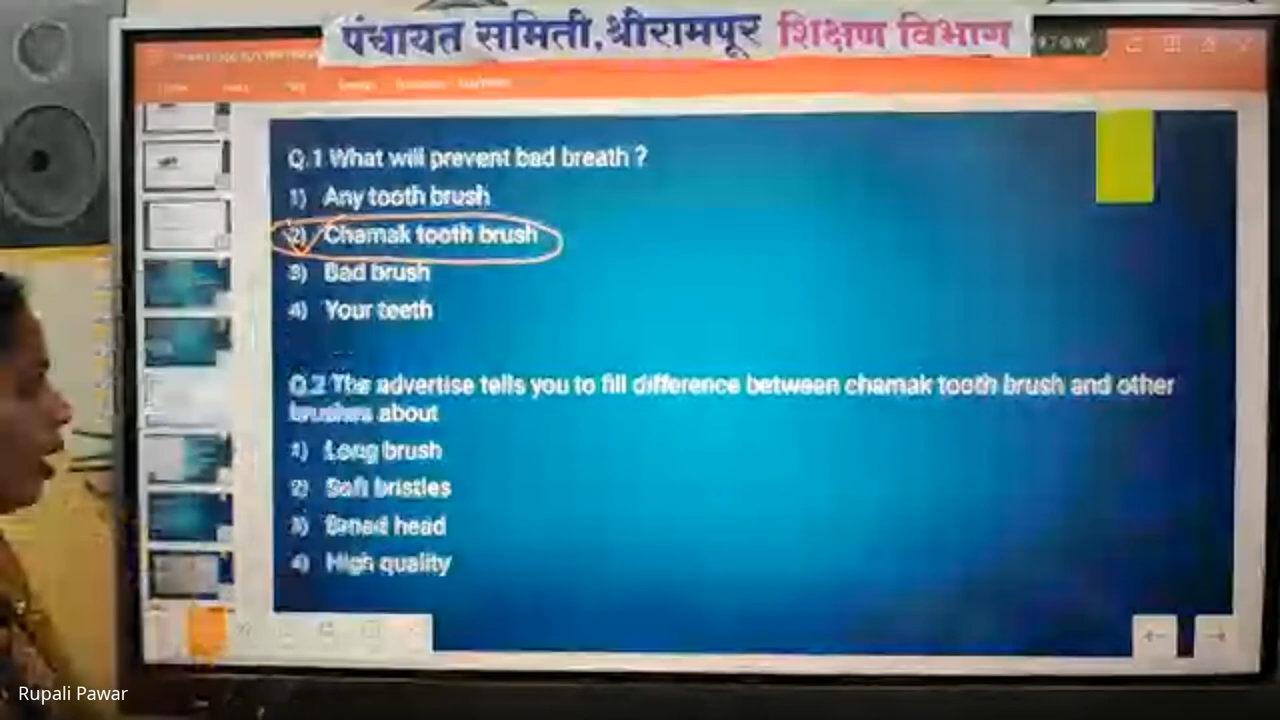 पंचायत समिती,श्रीरामपूर शिक्षण विभाग
Q.1 What will prevent bad breath ?
1) Any tooth brush
2) Chamak tooth brush
3) Bad brush
4) Your teeth
Q.2 The advertise tells you to fill difference between chamak tooth brush and other
brushes about
1) Long brush
2) Soft bristles
3) head
4) High quality
Rupali Pawar